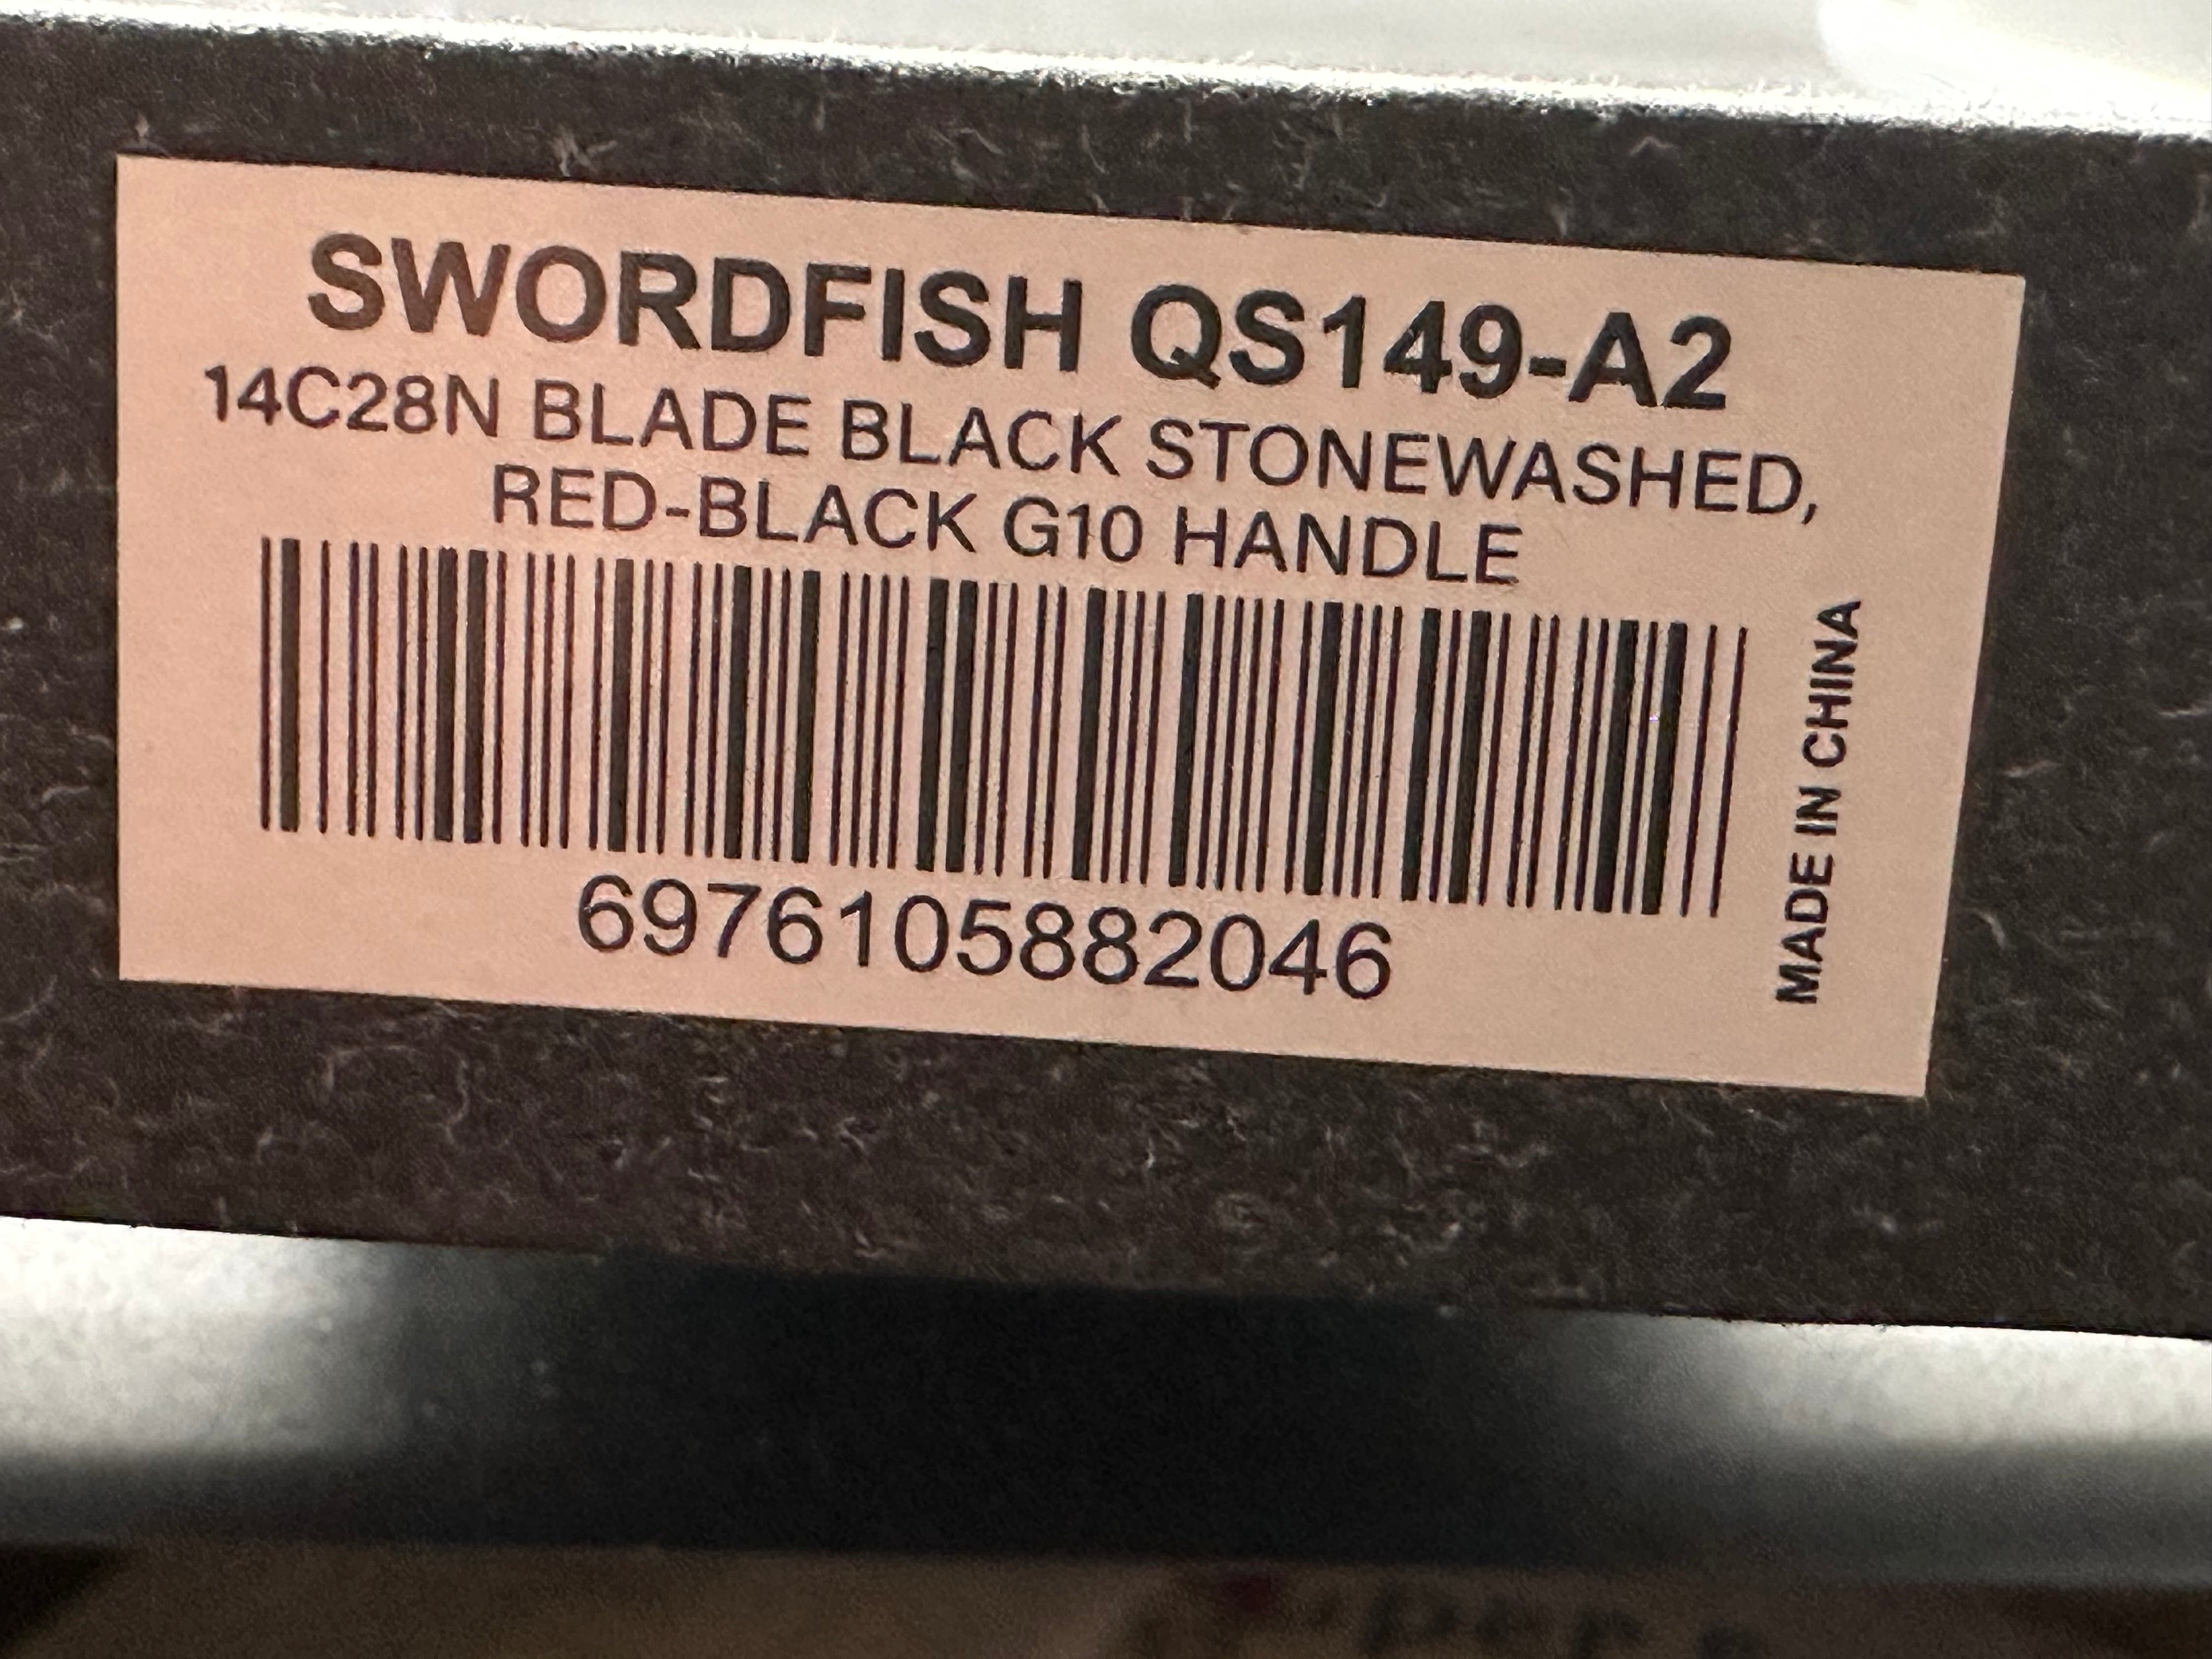 SWORDFISH QS149-A2
14C28N BLADE BLACK STONEWASHED,
RED-BLACK G10 HANDLE
6976105882046
MADE IN CHINA